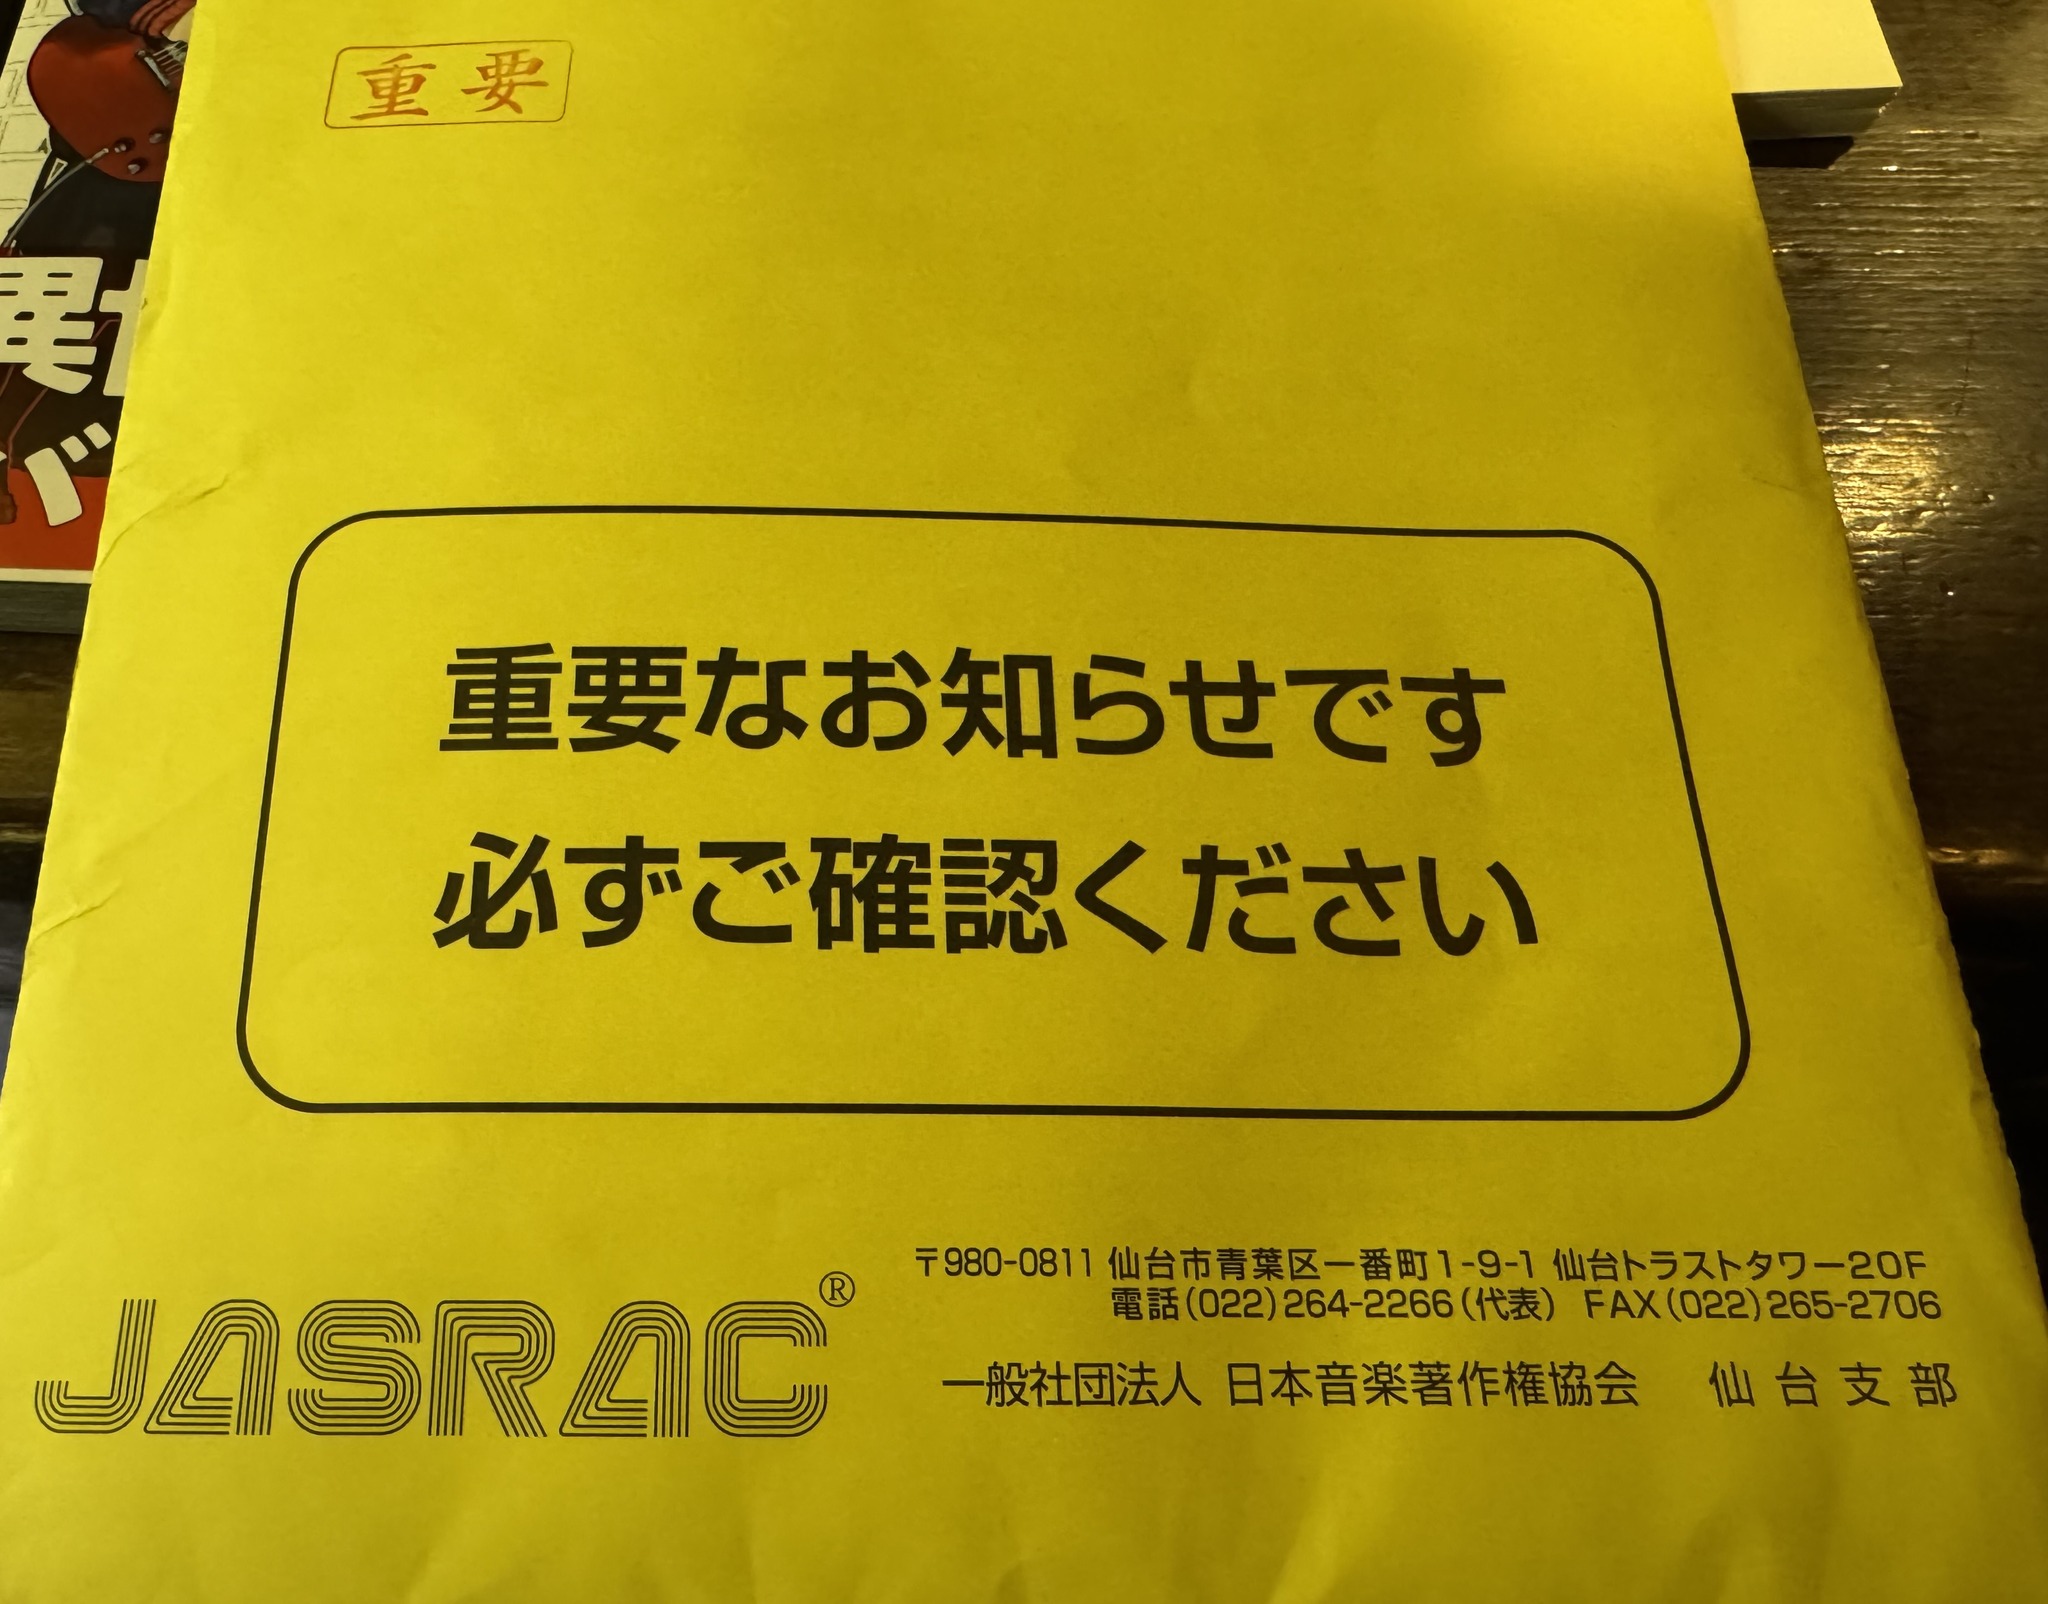 重要
重要なお知らせです
必ずご確認ください
JASRAC®
〒980-0811 仙台市青葉区一番町1-9-1 仙台トラストタワー20F
電話(022)264-2266(代表) FAX(022)265-2706
一般社団法人 日本音楽著作権協会 仙台支部